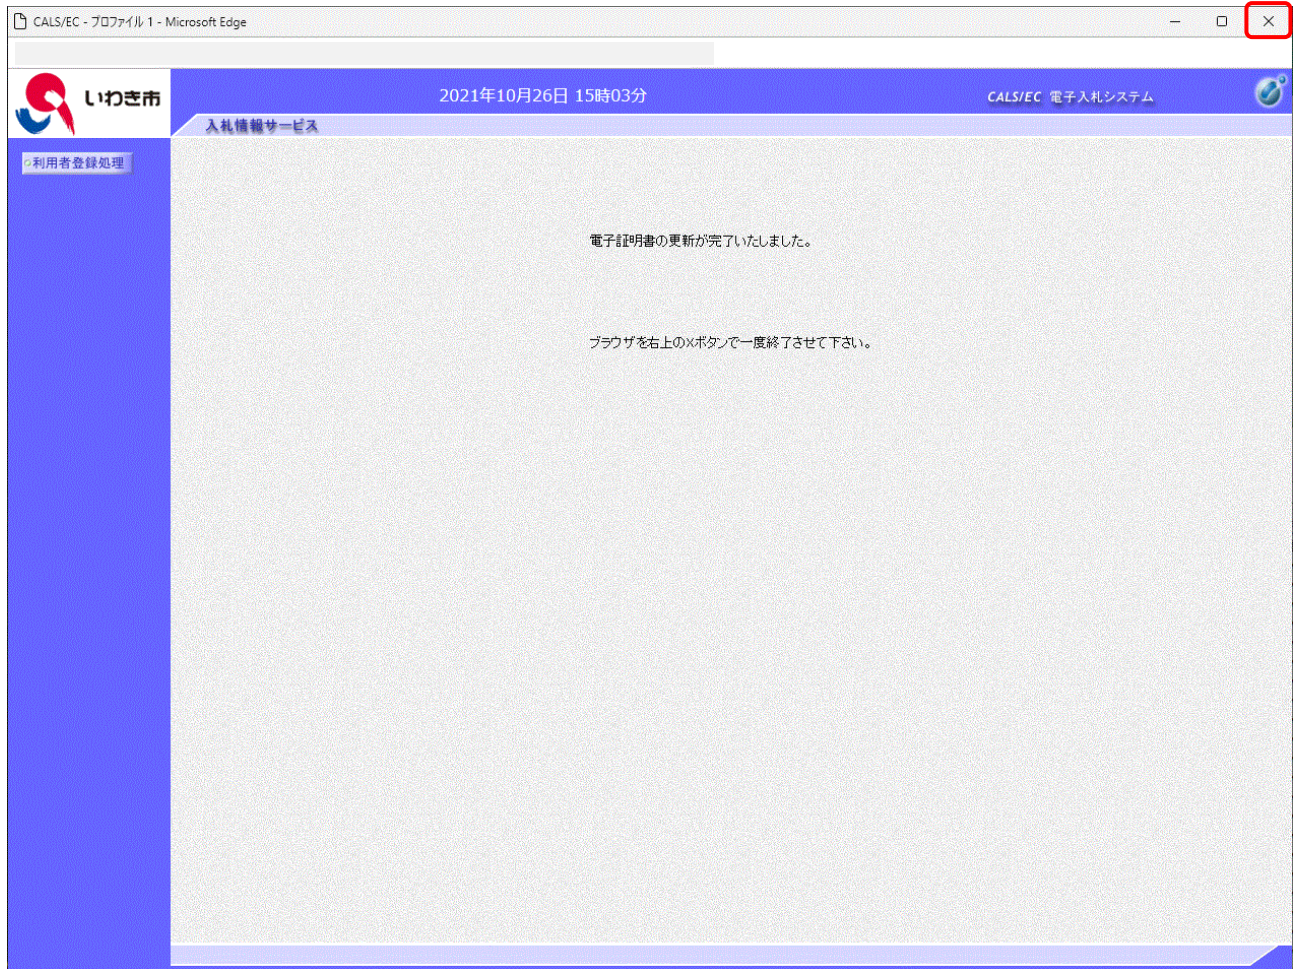 CALS/EC - プロファイル 1 - Microsoft Edge
いわき市
2021年10月26日 15時03分
CALS/EC 電子入札システム
入札情報サービス
利用者登録処理
電子証明書の更新が完了いたしました。
ブラウザを右上の×ボタンで一度終了させて下さい。